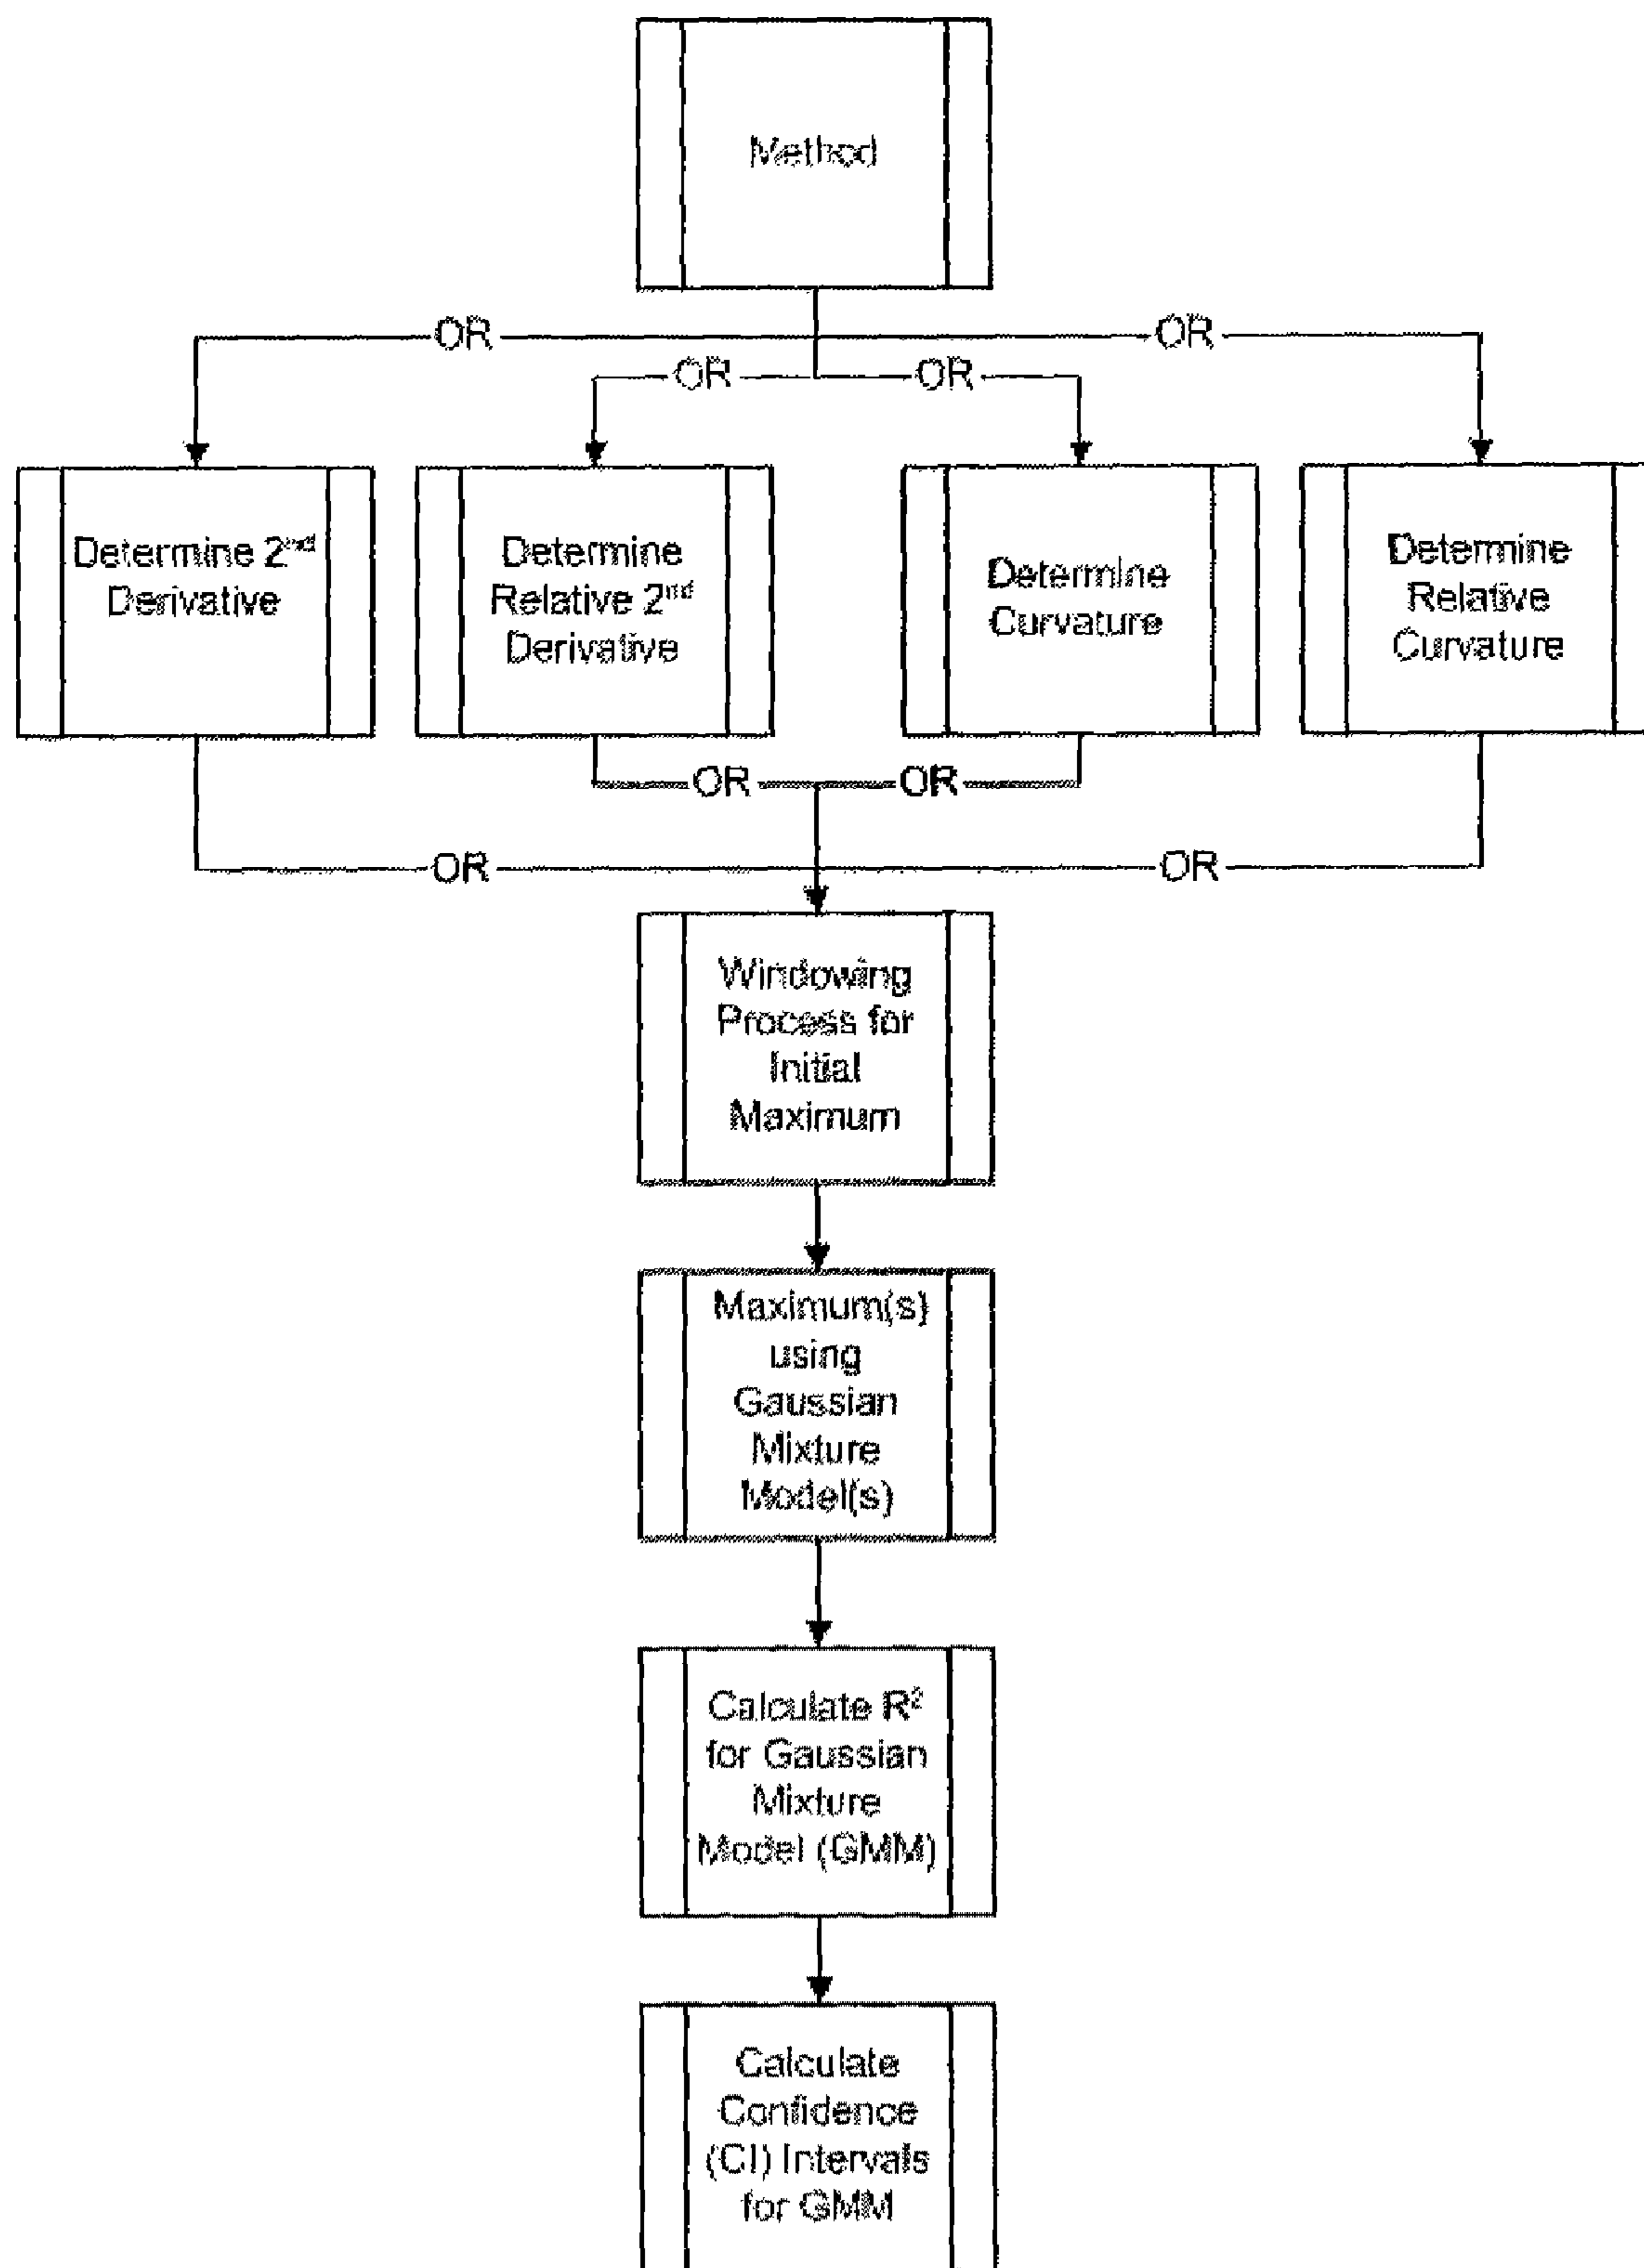 Method
OR
OR
OR
OR
Determine 2nd
Derivative
Determine
Relative 2nd
Derivative
Determine
Curvature
Determine
Relative
Curvature
OR
OR
OR
OR
Windowing
Process for
Initial
Maximum
Maximum(s)
using
Gaussian
Mixture
Model(s)
Calculate R²
for Gaussian
Mixture
Model (GMM)
Calculate
Confidence
(CI) Intervals
for GMM